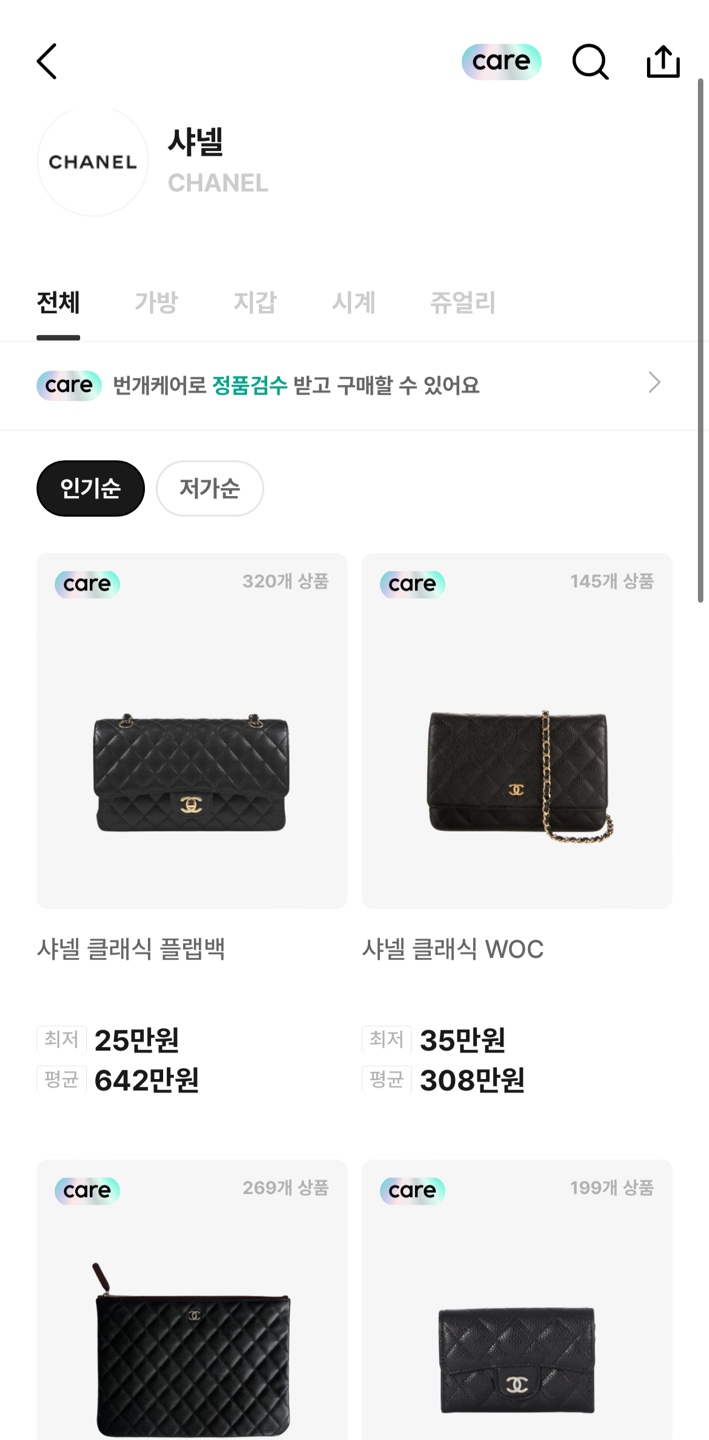 care
CHANEL
샤넬
CHANEL
전체 가방 지갑 시계 쥬얼리
care 번개케어로 정품검수 받고 구매할 수 있어요
인기순 저가순
care 320개 상품
care 145개 상품
샤넬 클래식 플랩백
샤넬 클래식 WOC
최저 25만원
평균 642만원
최저 35만원
평균 308만원
care 269개 상품
care 199개 상품